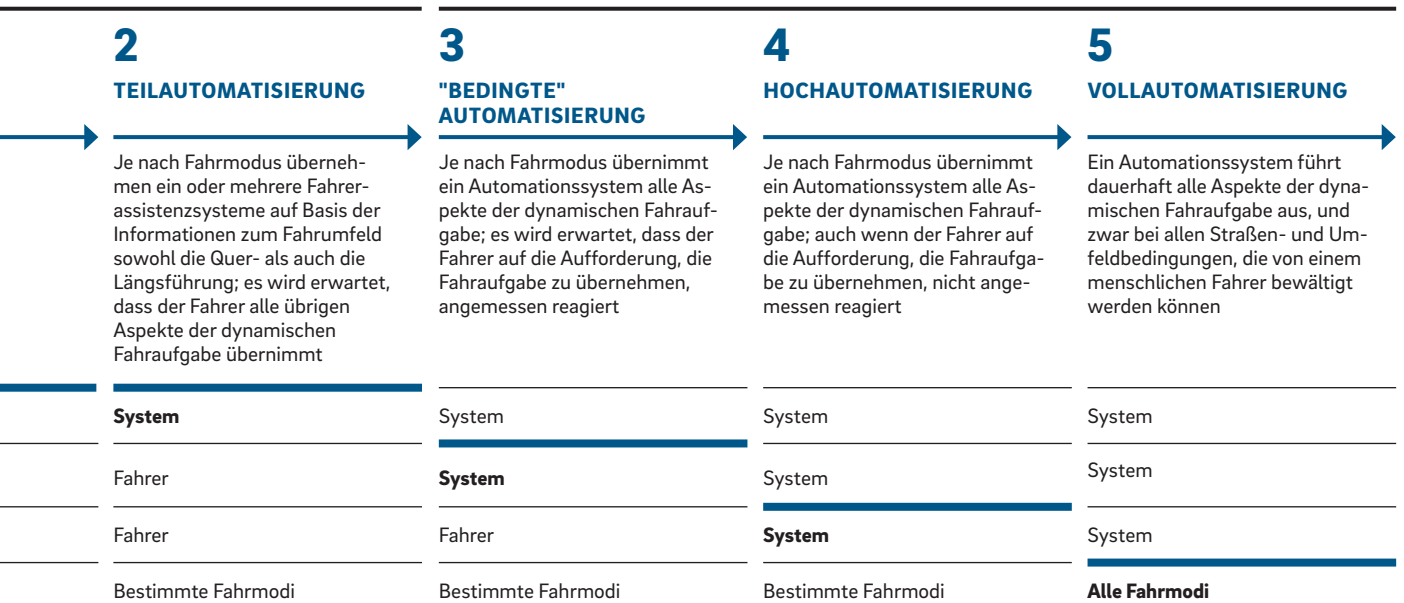 2
TEILAUTOMATISIERUNG
Je nach Fahrmodus überneh-
men ein oder mehrere Fahrer-
assistenzsysteme auf Basis der
Informationen zum Fahrumfeld
sowohl die Quer- als auch die
Längsführung; es wird erwartet,
dass der Fahrer alle übrigen
Aspekte der dynamischen
Fahraufgabe übernimmt
3
"BEDINGTE"
AUTOMATISIERUNG
Je nach Fahrmodus übernimmt
ein Automationssystem alle As-
pekte der dynamischen Fahrauf-
gabe; es wird erwartet, dass der
Fahrer auf die Aufforderung, die
Fahraufgabe zu übernehmen,
angemessen reagiert
4
HOCHAUTOMATISIERUNG
Je nach Fahrmodus übernimmt
ein Automationssystem alle As-
pekte der dynamischen Fahrauf-
gabe; auch wenn der Fahrer auf
die Aufforderung, die Fahraufga-
be zu übernehmen, nicht ange-
messen reagiert
5
VOLLAUTOMATISIERUNG
Ein Automationssystem führt
dauerhaft alle Aspekte der dyna-
mischen Fahraufgabe aus, und
zwar bei allen Straßen- und Um-
feldbedingungen, die von einem
menschlichen Fahrer bewältigt
werden können
System System System System
Fahrer System System System
Fahrer Fahrer System System
Bestimmte Fahrmodi Bestimmte Fahrmodi Bestimmte Fahrmodi Alle Fahrmodi